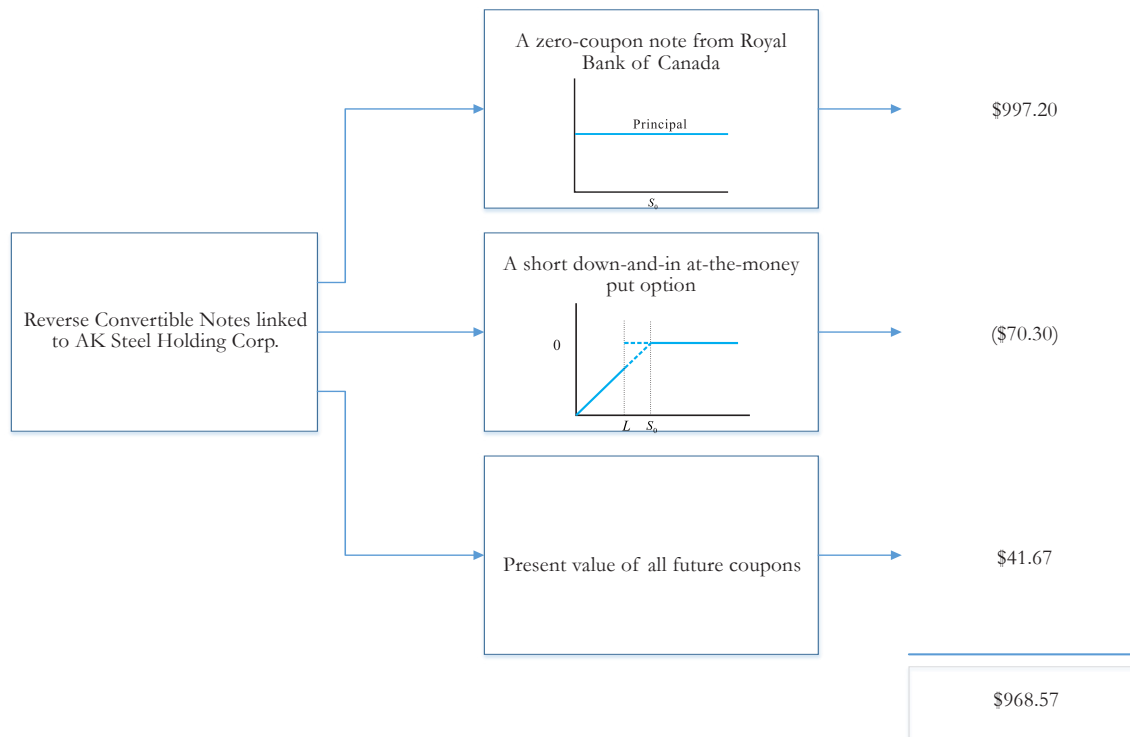 A zero-coupon note from Royal
Bank of Canada
Principal
S₀
$997.20
Reverse Convertible Notes linked
to AK Steel Holding Corp.
A short down-and-in at-the-money
put option
0
L S₀
($70.30)
Present value of all future coupons
$41.67
$968.57